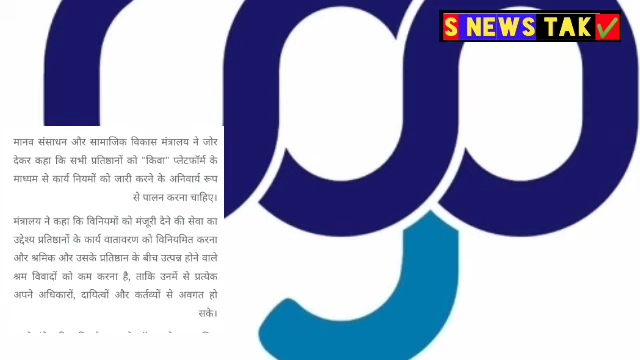 S NEWS TAK
मानव संसाधन और सामाजिक विकास मंत्रालय ने जोर
देकर कहा कि सभी प्रतिष्ठानों को "किवा" प्लेटफॉर्म के
माध्यम से कार्य नियमों को जारी करने के अनिवार्य रूप
से पालन करना चाहिए।
मंत्रालय ने कहा कि विनियमों को मंजूरी देने की सेवा का
उद्देश्य प्रतिष्ठानों के कार्य वातावरण को विनियमित करना
और श्रमिक और उसके प्रतिष्ठान के बीच उत्पन्न होने वाले
श्रम विवादों को कम करना है, ताकि उनमें से प्रत्येक
अपने अधिकारों, दायित्वों और कर्तव्यों से अवगत हो
सके।